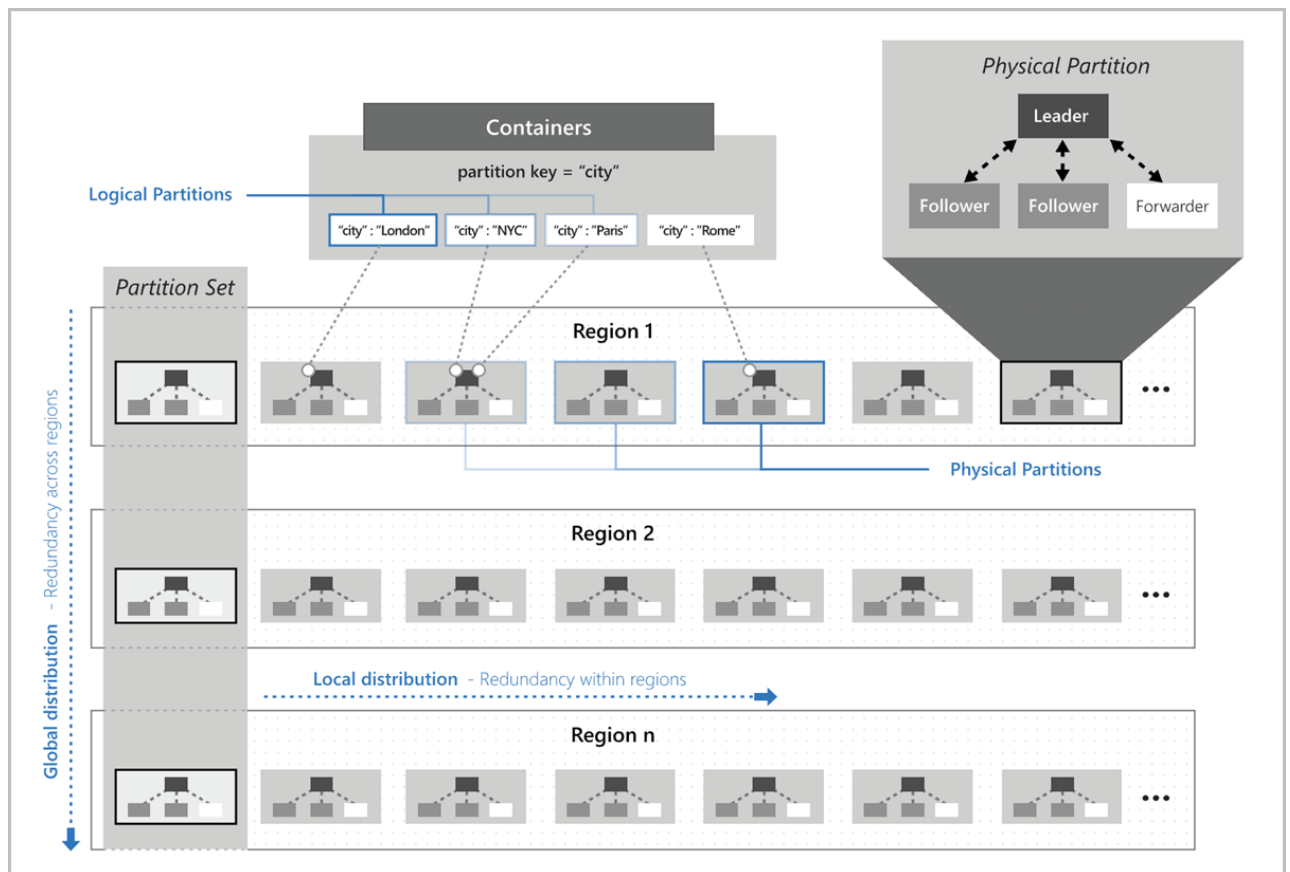 Physical Partition
Leader
Follower
Follower
Forwarder
Containers
partition key = “city”
Logical Partitions
“city” : “London”
“city” : “NYC”
“city” : “Paris”
“city” : “Rome”
Partition Set
Region 1
•••
Physical Partitions
Region 2
•••
Local distribution - Redundancy within regions
Region n
•••
Global distribution - Redundancy across regions